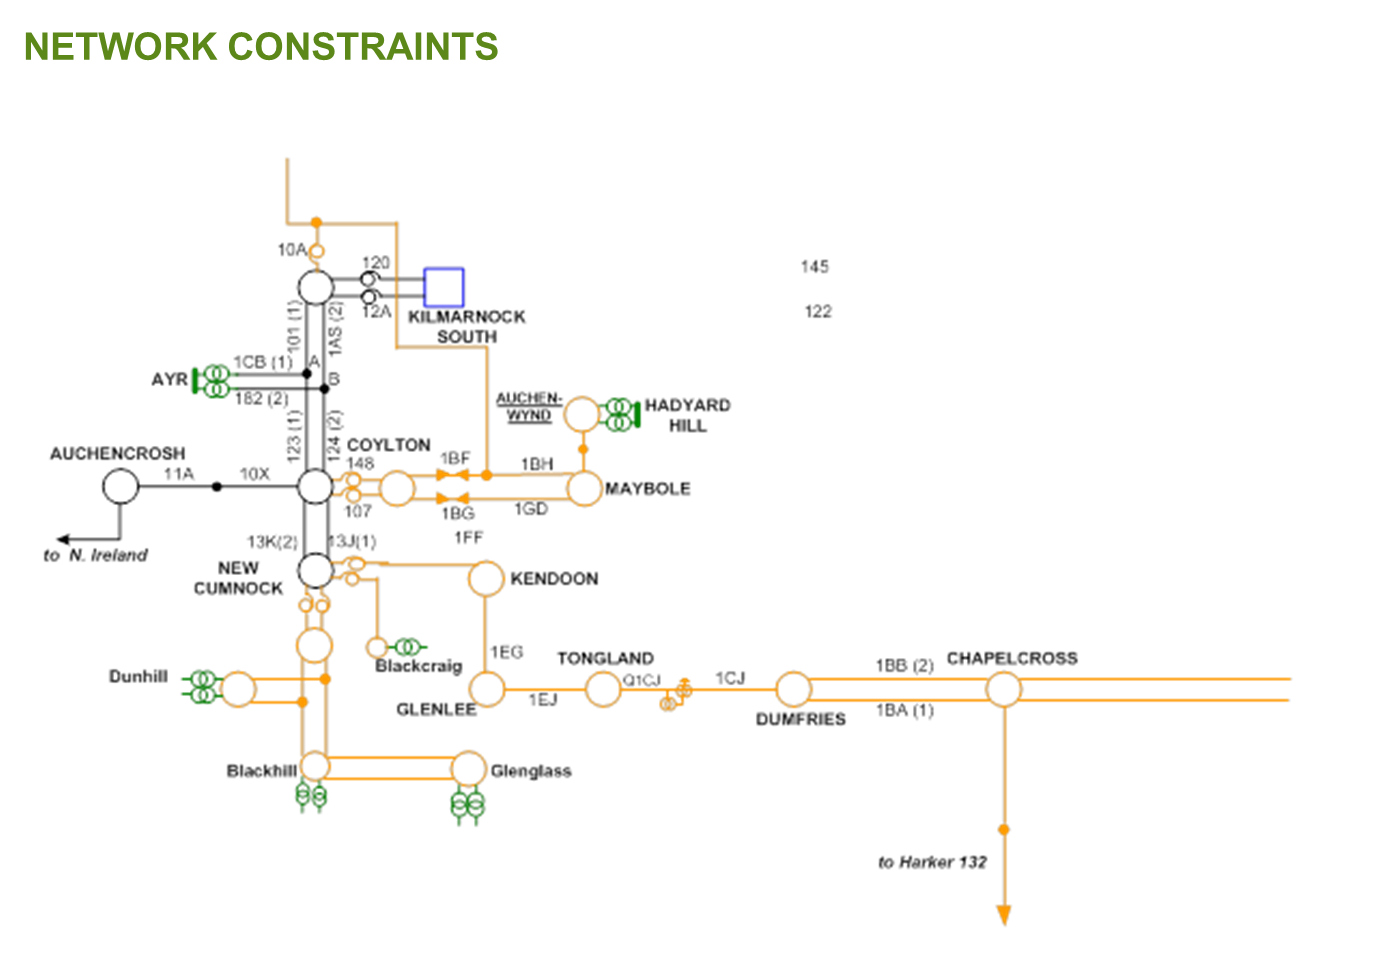 NETWORK CONSTRAINTS
10A
120
145
12A
122
KILMARNOCK
SOUTH
101 (1)
1AS (2)
1CB (1)
A
AYR
B
182 (2)
AUCHEN-
WYND
HADYARD
HILL
123 (1)
124 (2)
COYLTON
AUCHENCROSH
148
1BF
1BH
11A
10X
MAYBOLE
107
1BG
1GD
1FF
13K(2)
13J(1)
to N. Ireland
NEW
CUMNOCK
KENDOON
1EG
TONGLAND
CHAPELCROSS
Blackcraig
1BB (2)
Dunhill
Q1CJ
1CJ
1EJ
GLENLEE
1BA (1)
DUMFRIES
Blackhill
Glenglass
to Harker 132